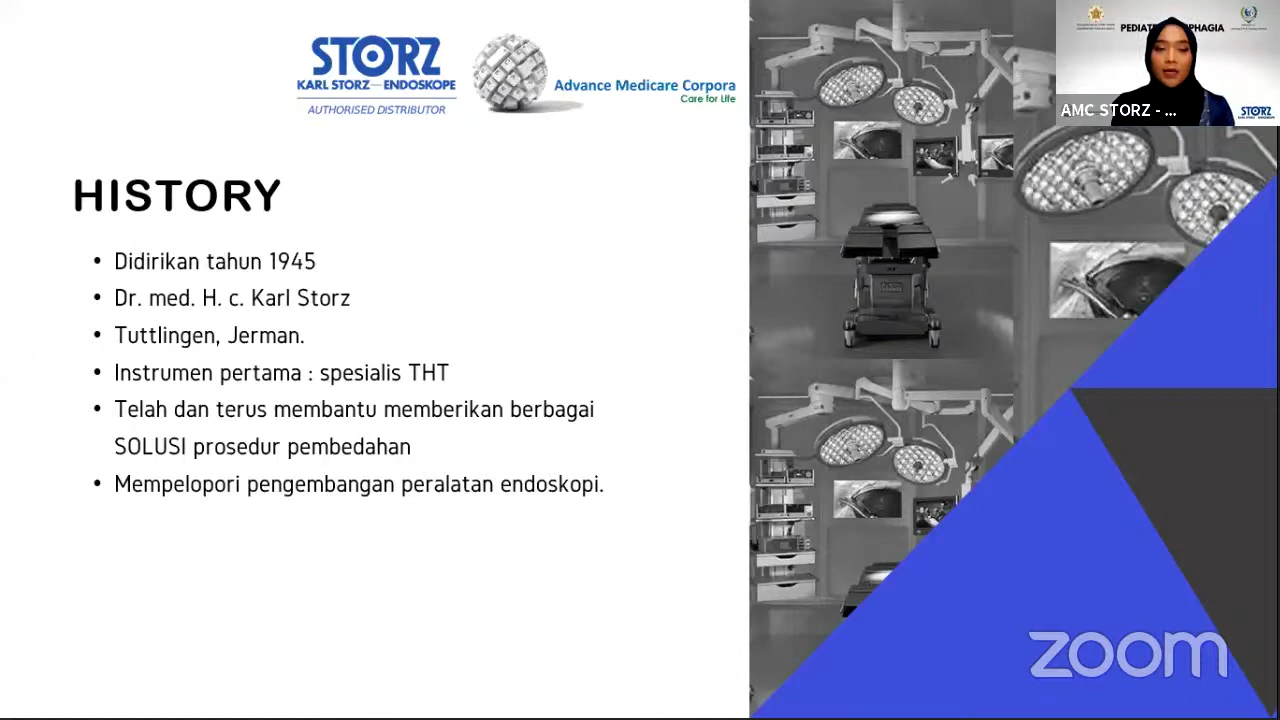 STORZ
KARL STORZ—ENDOSKOPE
AUTHORISED DISTRIBUTOR
Advance Medicare Corpora
Care for Life
HISTORY
• Didirikan tahun 1945
• Dr. med. H. c. Karl Storz
• Tuttlingen, Jerman.
• Instrumen pertama : spesialis THT
• Telah dan terus membantu memberikan berbagai
SOLUSI prosedur pembedahan
• Mempelopori pengembangan peralatan endoskopi.
AMC STORZ - ...
STORZ
zoom